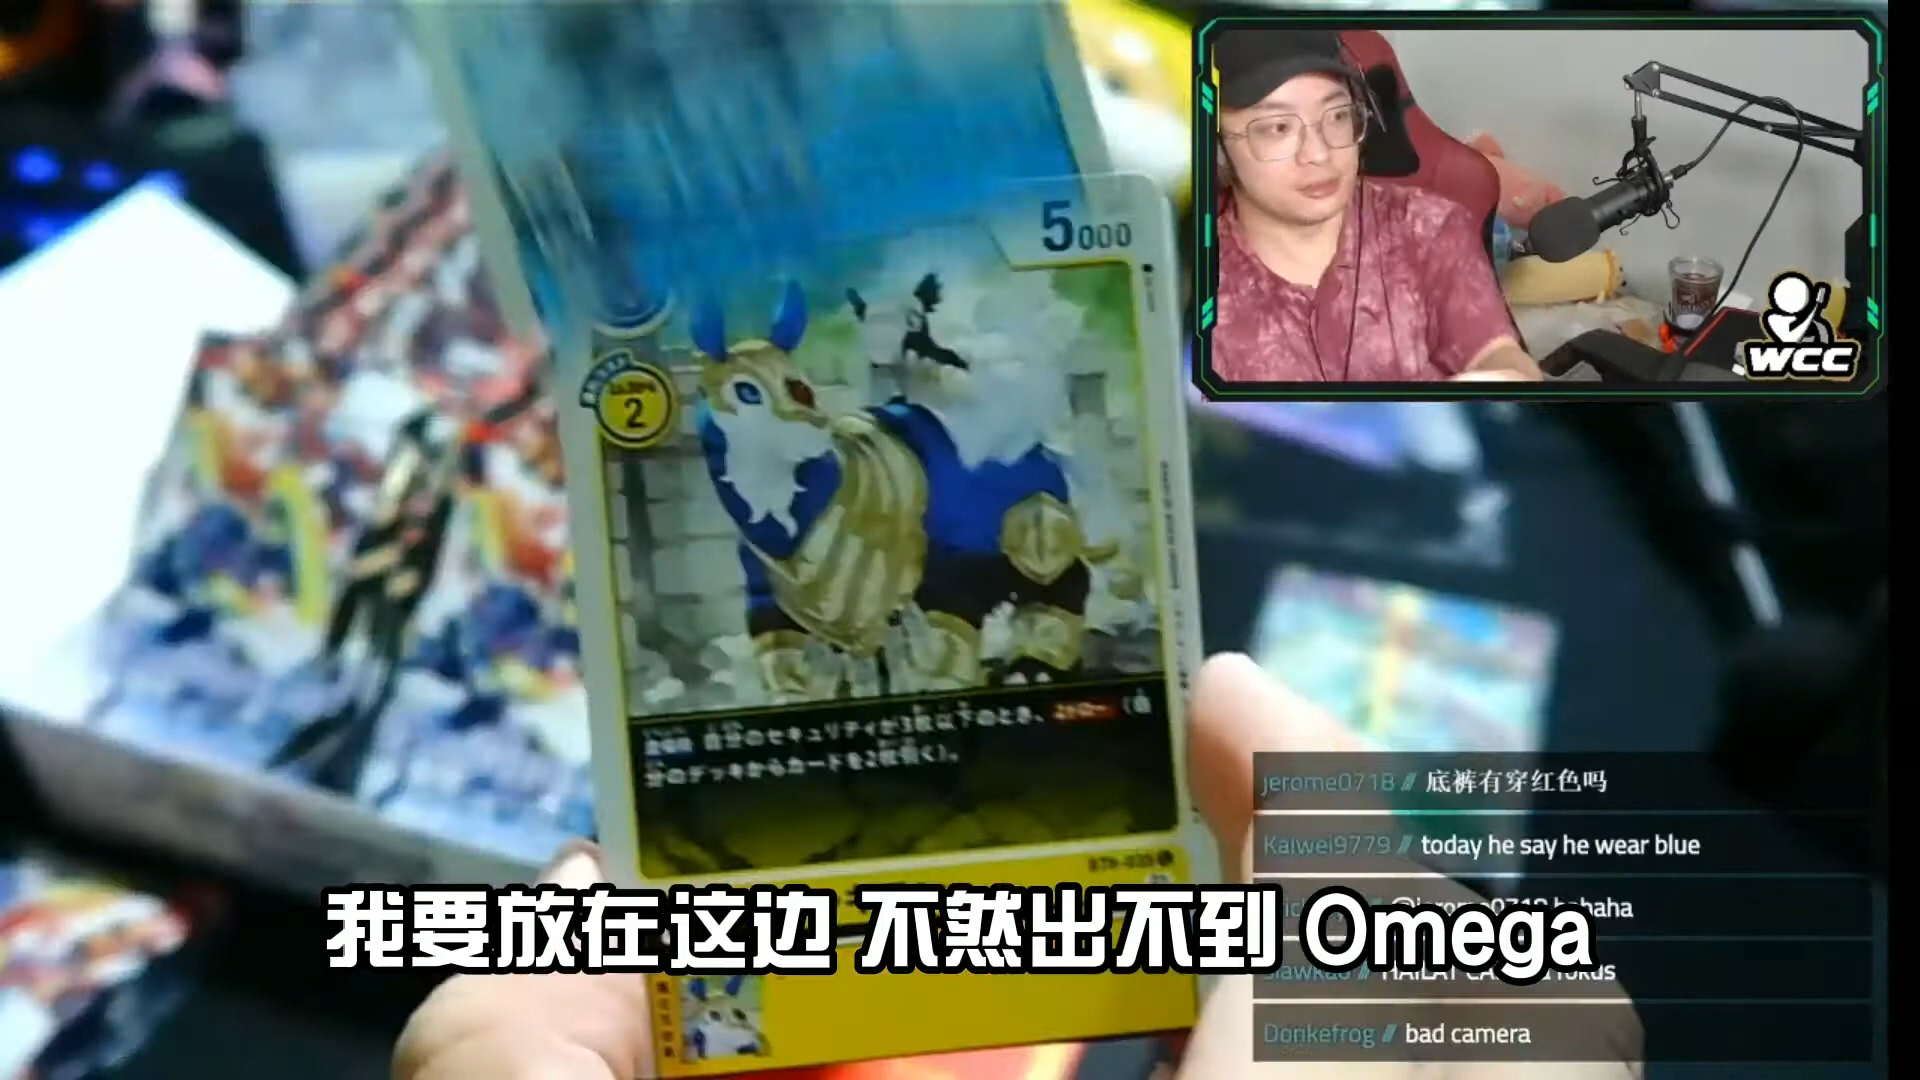 5000
2
WCC
自分のセキュリティが3枚以下のとき、
分のデッキからカードを2枚引く)。
jerome0718 // 底裤有穿红色吗
Kaiwei9779 // today he say he wear blue
@jerome0718 hahaha
Donkefrog // bad camera
我要放在这边 不然出不到 Omega